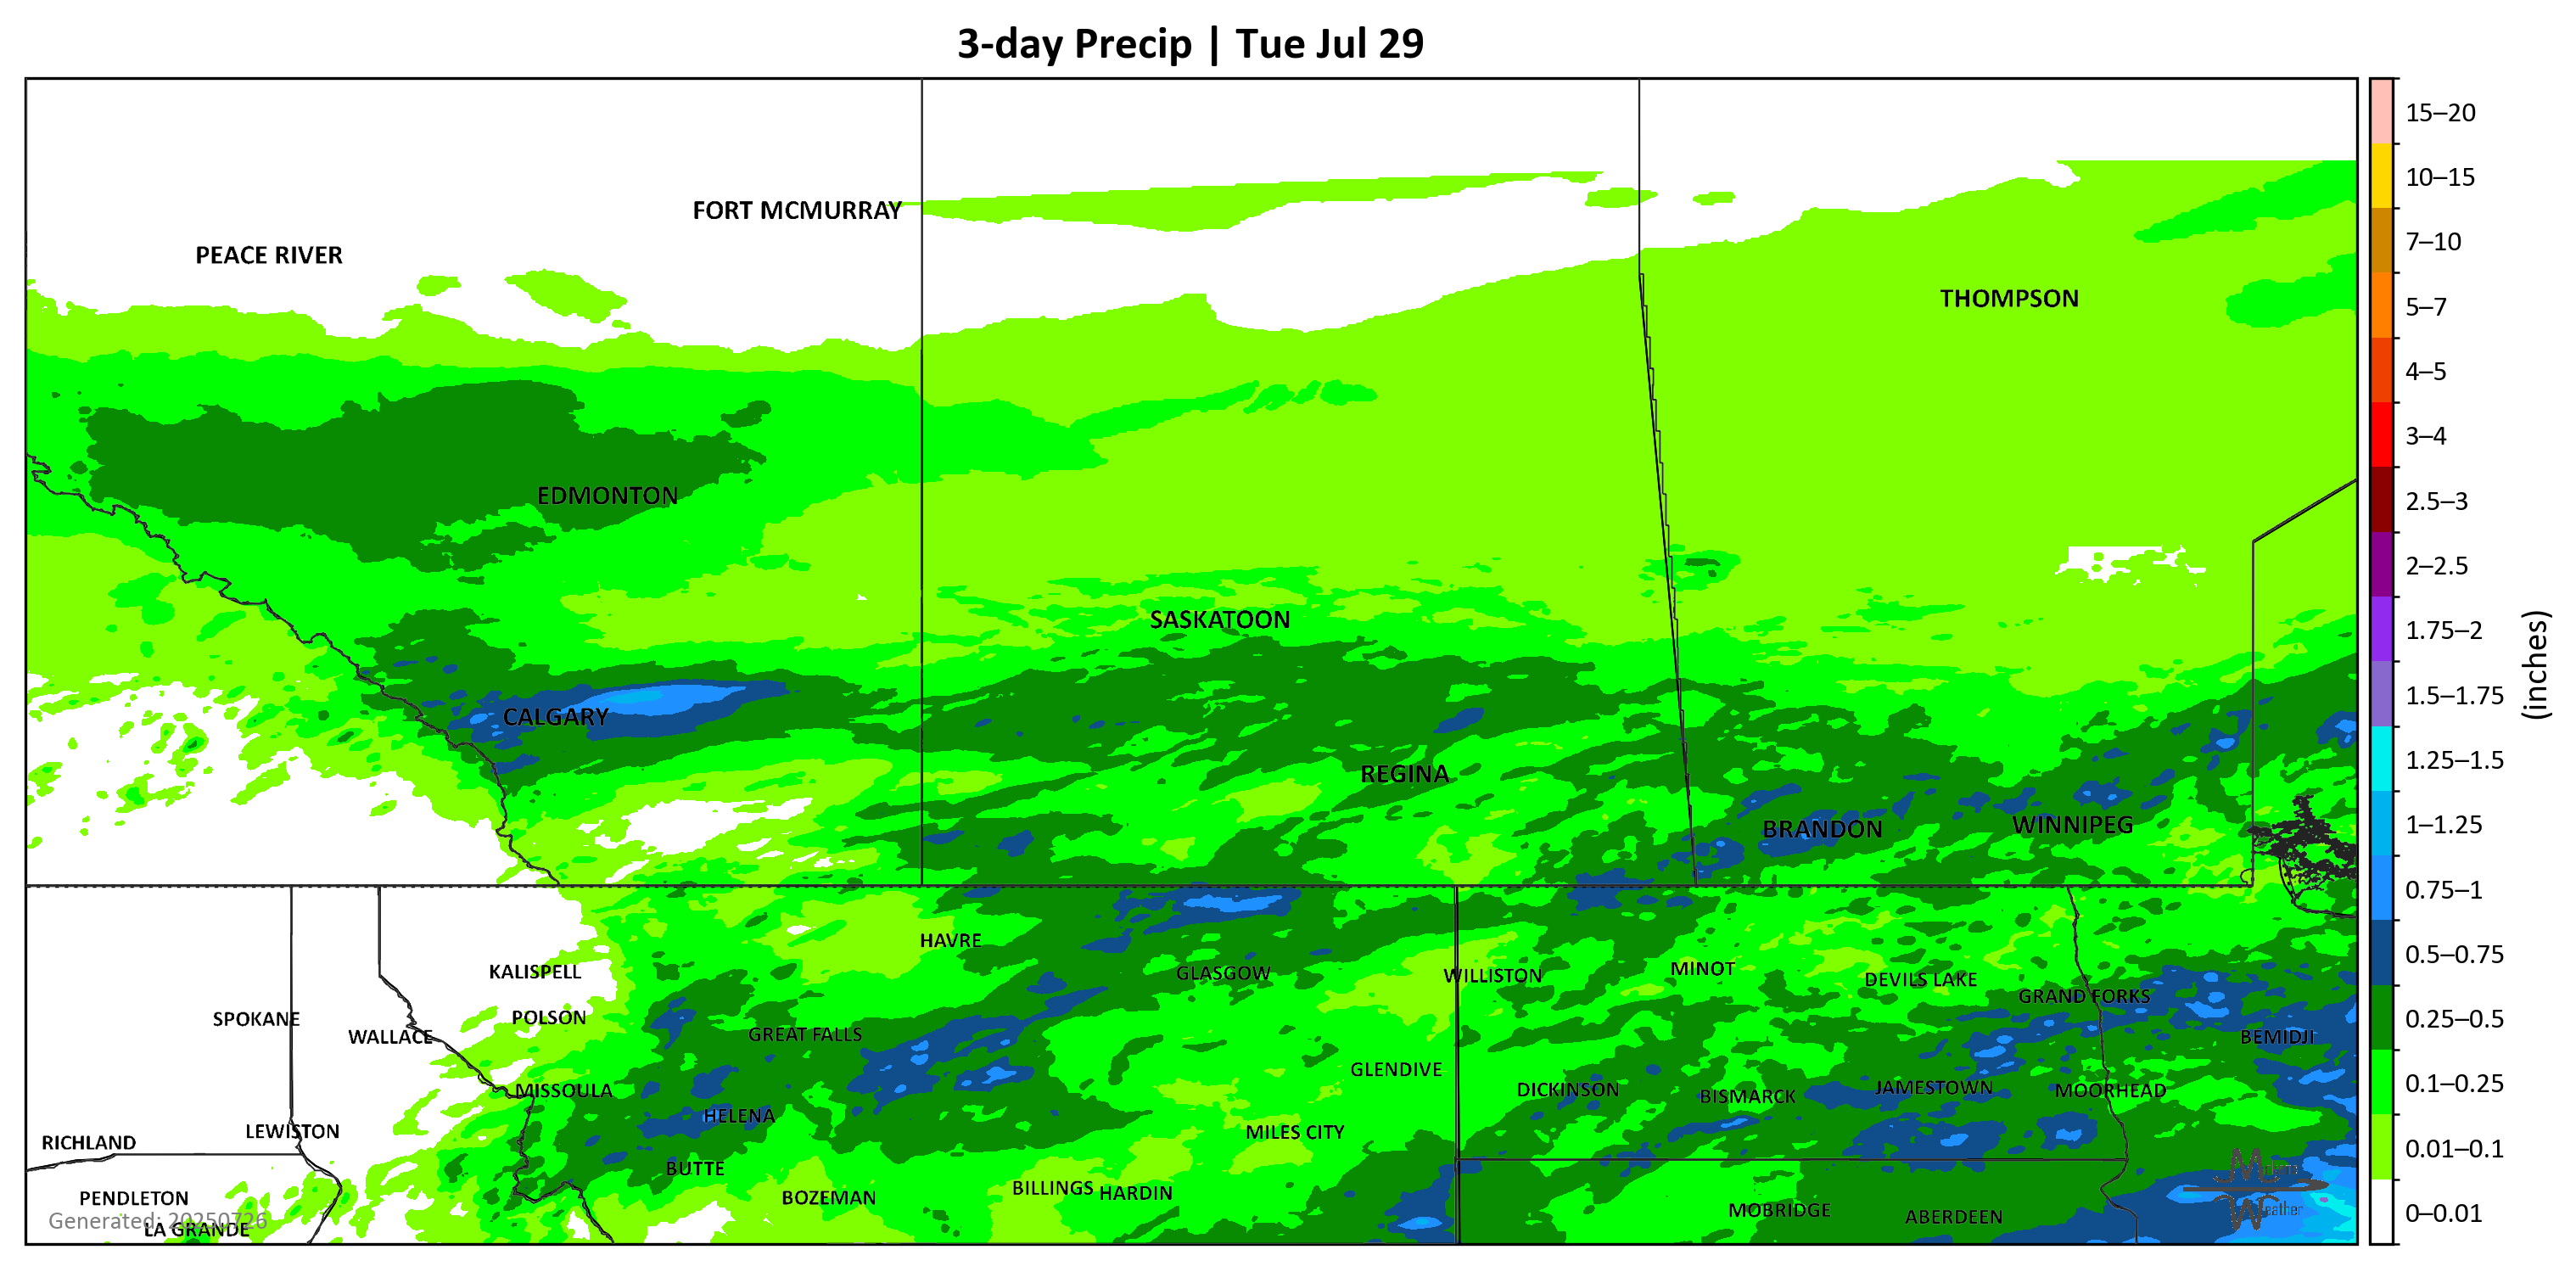 3-day Precip | Tue Jul 29
15–20
10–15
7–10
5–7
4–5
3–4
2.5–3
2–2.5
1.75–2
1.5–1.75
1.25–1.5
1–1.25
0.75–1
0.5–0.75
0.25–0.5
0.1–0.25
0.01–0.1
0–0.01
(inches)
FORT MCMURRAY
PEACE RIVER
THOMPSON
EDMONTON
SASKATOON
CALGARY
REGINA
BRANDON
WINNIPEG
HAVRE
KALISPELL
GLASGOW
WILLISTON
MINOT
DEVILS LAKE
GRAND FORKS
SPOKANE
POLSON
WALLACE
GREAT FALLS
BEMIDJI
GLENDIVE
MISSOULA
DICKINSON
BISMARCK
JAMESTOWN
MOORHEAD
HELENA
LEWISTON
MILES CITY
RICHLAND
BUTTE
BOZEMAN
BILLINGS
HARDIN
PENDLETON
MOBRIDGE
ABERDEEN
Generated: 20250726
LA GRANDE
Weather